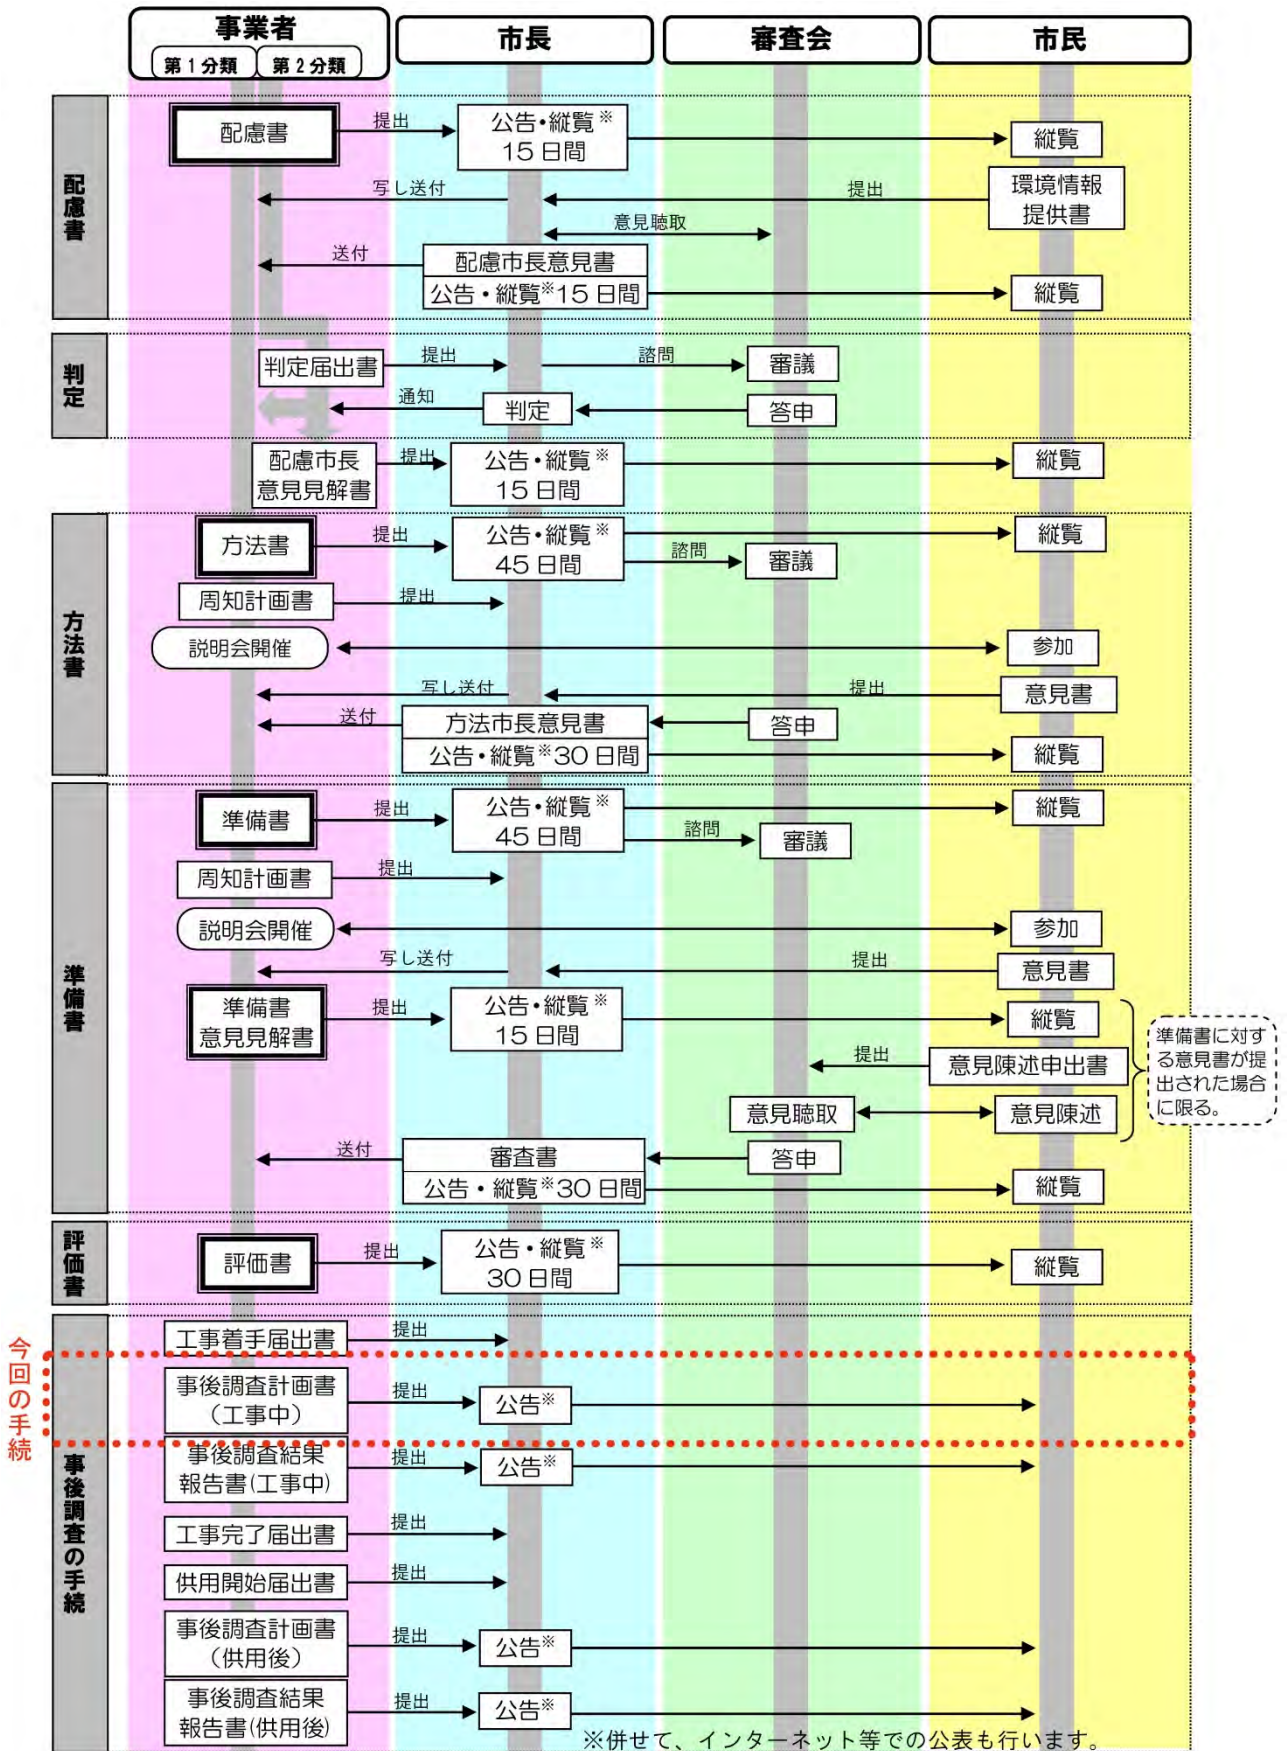 事業者
第1分類
第2分類
市長
審査会
市民
配慮書
配慮書
提出
公告・縦覧※
15日間
縦覧
環境情報
提供書
提出
写し送付
意見聴取
送付
配慮市長意見書
公告・縦覧※15日間
縦覧
判定
判定届出書
提出
諮問
審議
通知
判定
答申
配慮市長
意見見解書
提出
公告・縦覧※
15日間
縦覧
方法書
方法書
提出
公告・縦覧※
45日間
縦覧
諮問
審議
周知計画書
提出
説明会開催
参加
写し送付
提出
意見書
送付
方法市長意見書
答申
公告・縦覧※30日間
縦覧
準備書
準備書
提出
公告・縦覧※
45日間
縦覧
諮問
審議
周知計画書
提出
説明会開催
参加
写し送付
提出
意見書
準備書
意見見解書
提出
公告・縦覧※
15日間
縦覧
提出
意見陳述申出書
意見聴取
意見陳述
準備書に対す
る意見書が提
出された場合
に限る。
送付
審査書
答申
公告・縦覧※30日間
縦覧
評価書
評価書
提出
公告・縦覧※
30日間
縦覧
事後調査の手続
工事着手届出書
提出
今回の手続
事後調査計画書
(工事中)
提出
公告※
事後調査結果
報告書(工事中)
提出
公告※
工事完了届出書
提出
供用開始届出書
提出
事後調査計画書
(供用後)
提出
公告※
事後調査結果
報告書(供用後)
提出
公告※
※併せて、インターネット等での公表も行います。